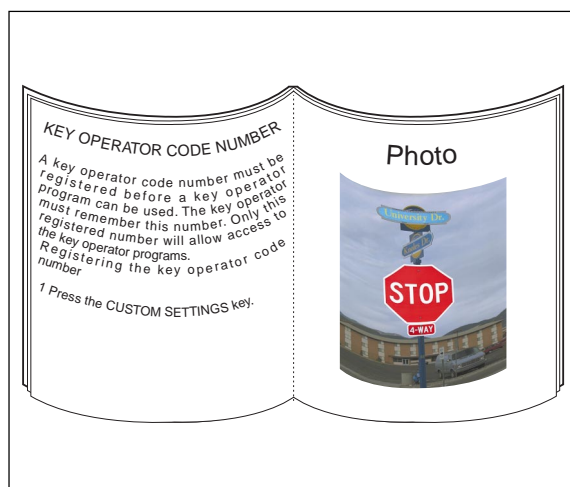 KEY OPERATOR CODE NUMBER
A key operator code number must be
registered before a key operator
program can be used. The key operator
must remember this number. Only this
registered number will allow access to
the key operator programs.
Registering the key operator code
number
1 Press the CUSTOM SETTINGS key.
Photo
University Dr.
STOP
4-WAY